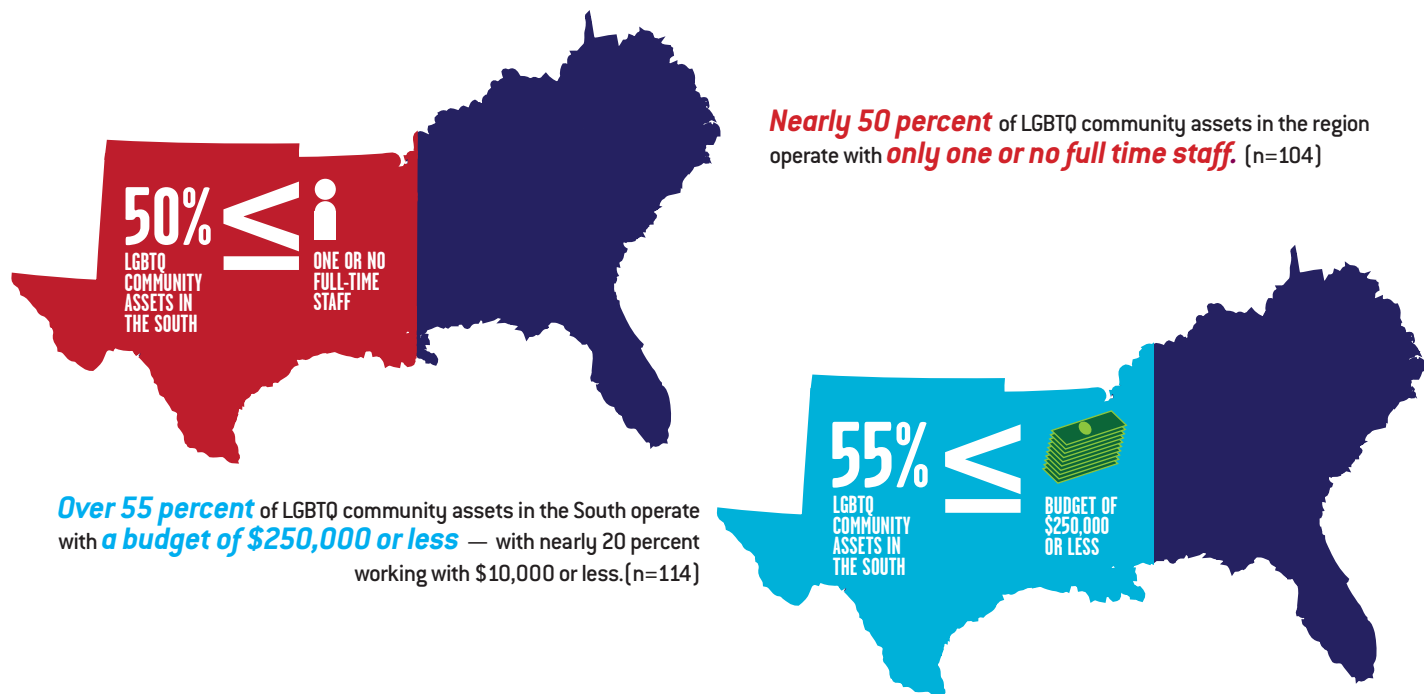 50% ≤
LGBTQ
COMMUNITY
ASSETS IN
THE SOUTH
ONE OR NO
FULL-TIME
STAFF
Nearly 50 percent of LGBTQ community assets in the region
operate with only one or no full time staff. (n=104)
Over 55 percent of LGBTQ community assets in the South operate
with a budget of $250,000 or less — with nearly 20 percent
working with $10,000 or less.(n=114)
55% ≤
LGBTQ
COMMUNITY
ASSETS IN
THE SOUTH
BUDGET OF
$250,000
OR LESS